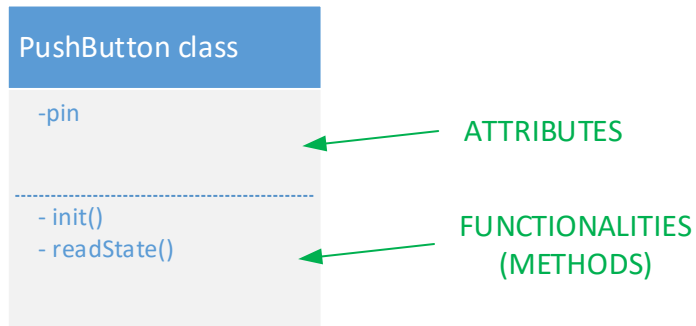 PushButton class
-pin
ATTRIBUTES
- init()
- readState()
FUNCTIONALITIES
(METHODS)